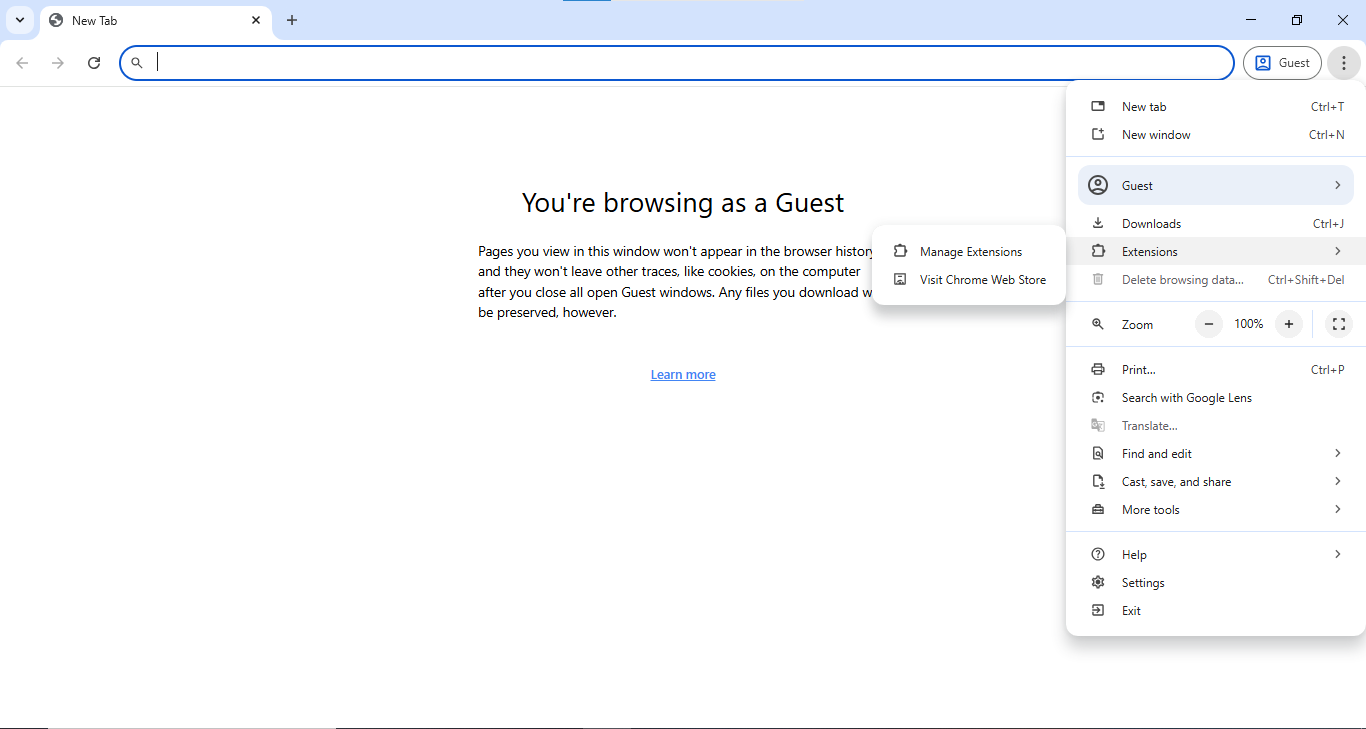 New Tab
Guest
New tab Ctrl+T
New window Ctrl+N
Guest
Downloads Ctrl+J
Extensions
Delete browsing data... Ctrl+Shift+Del
Zoom 100%
Print... Ctrl+P
Search with Google Lens
Translate...
Find and edit
Cast, save, and share
More tools
Help
Settings
Exit
Manage Extensions
Visit Chrome Web Store
You're browsing as a Guest
Pages you view in this window won't appear in the browser history
and they won't leave other traces, like cookies, on the computer
after you close all open Guest windows. Any files you download w
be preserved, however.
Learn more